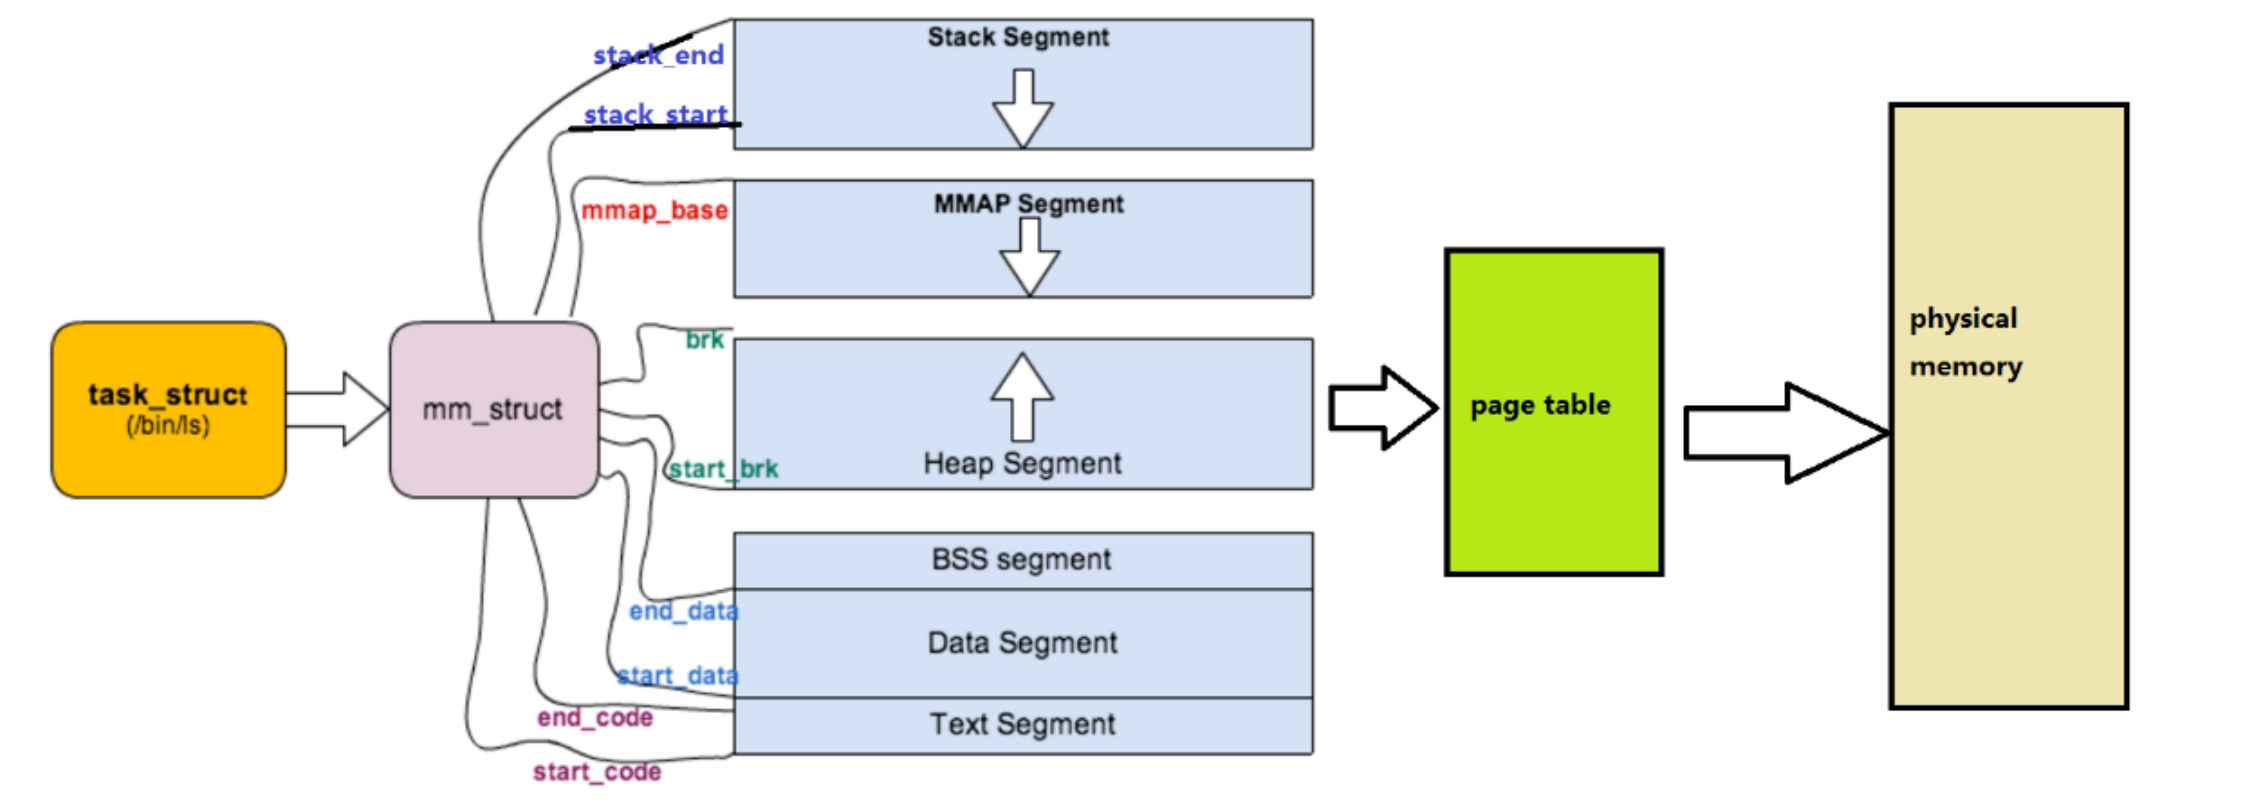 stack_end
Stack Segment
stack_start
mmap_base
MMAP Segment
brk
task_struct
(/bin/ls)
mm_struct
start_brk
Heap Segment
page table
physical
memory
BSS segment
end_data
Data Segment
start_data
end_code
Text Segment
start_code